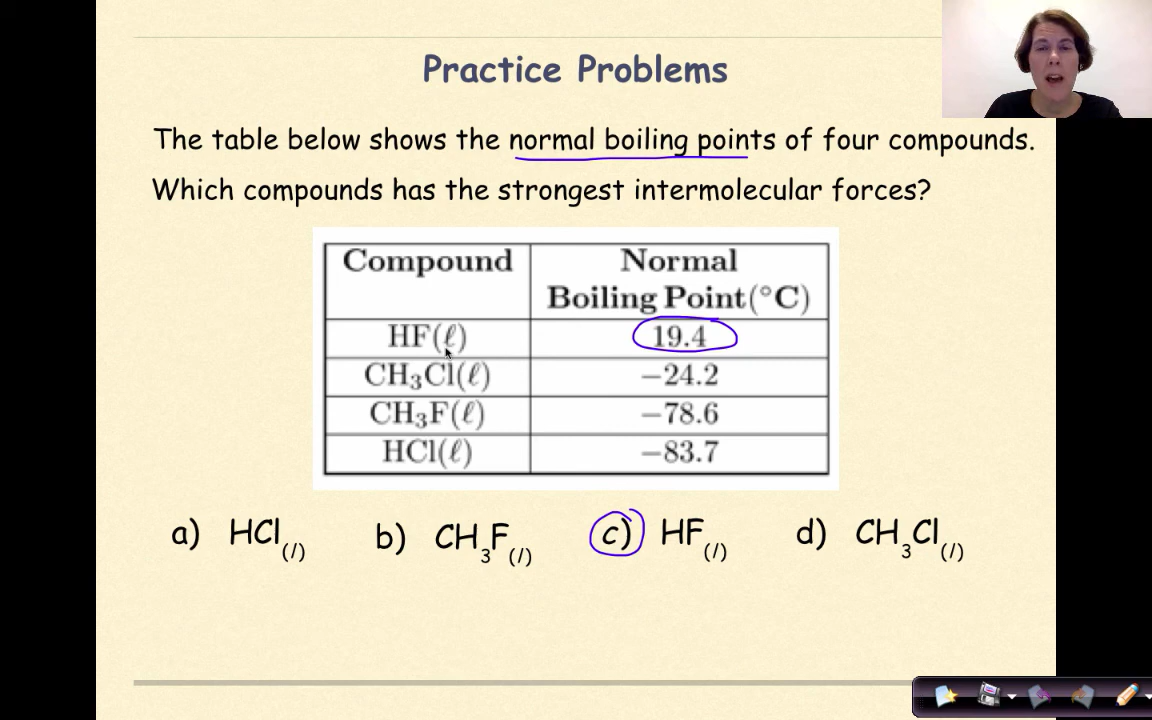 Practice Problems
The table below shows the normal boiling points of four compounds.
Which compounds has the strongest intermolecular forces?
Compound Normal
Boiling Point(°C)
HF(ℓ) 19.4
CH₃Cl(ℓ) −24.2
CH₃F(ℓ) −78.6
HCl(ℓ) −83.7
a) HCl(l) b) CH₃F(l) c) HF(l) d) CH₃Cl(l)